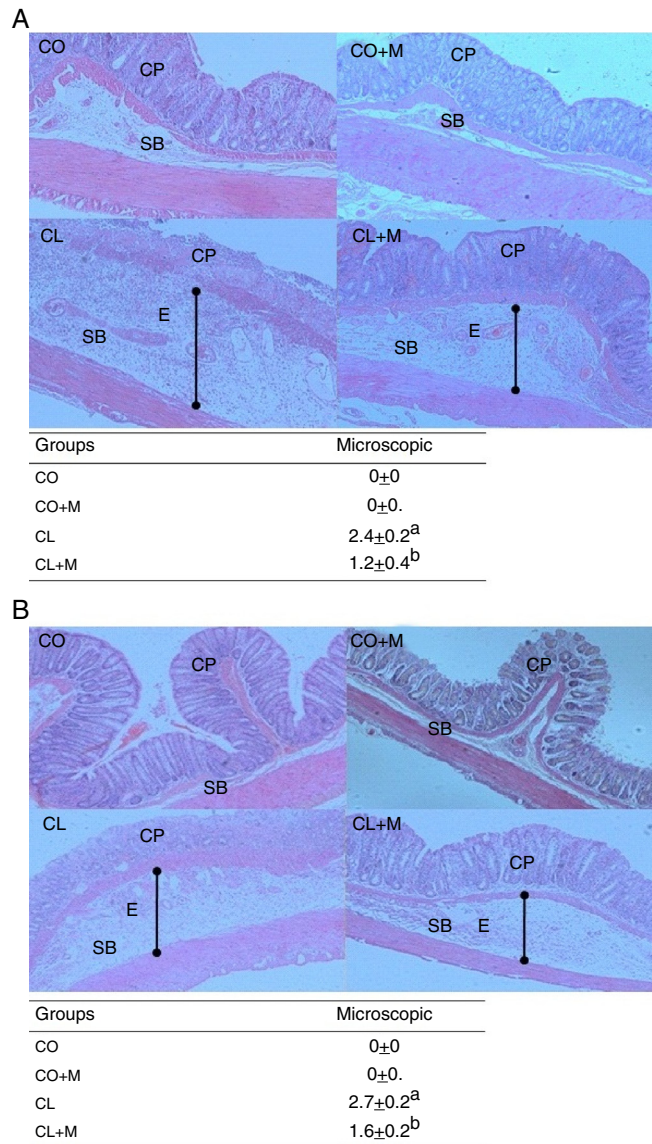 A
CO
CP
SB
CO+M
CP
SB
CL
CP
E
SB
CL+M
CP
E
SB
Groups Microscopic
CO 0±0
CO+M 0±0.
CL 2.4±0.2a
CL+M 1.2±0.4b
B
CO
CP
SB
CO+M
CP
SB
CL
CP
E
SB
CL+M
CP
SB E
Groups Microscopic
CO 0±0
CO+M 0±0.
CL 2.7±0.2a
CL+M 1.6±0.2b